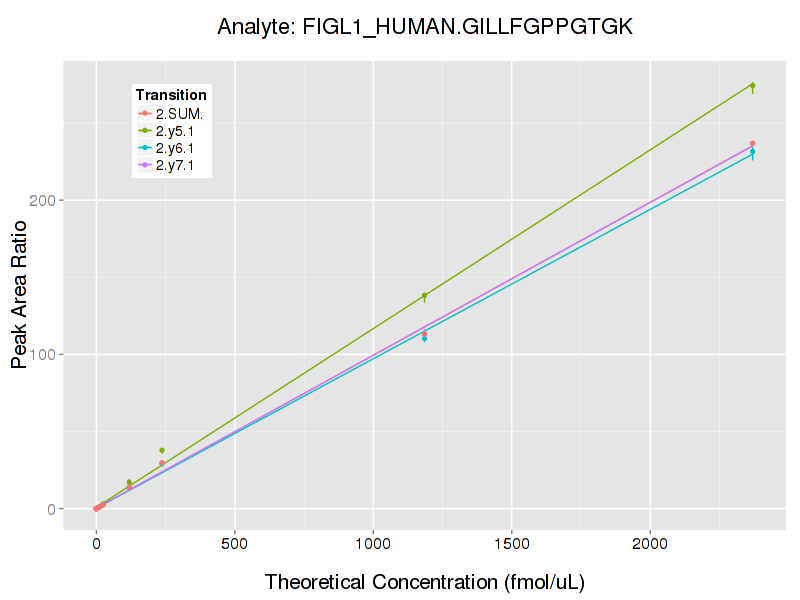 Analyte: FIGL1_HUMAN.GILLFGPPGTGK
Transition
2.SUM.
2.y5.1
2.y6.1
2.y7.1
Peak Area Ratio
200
100
0
0 500 1000 1500 2000
Theoretical Concentration (fmol/uL)